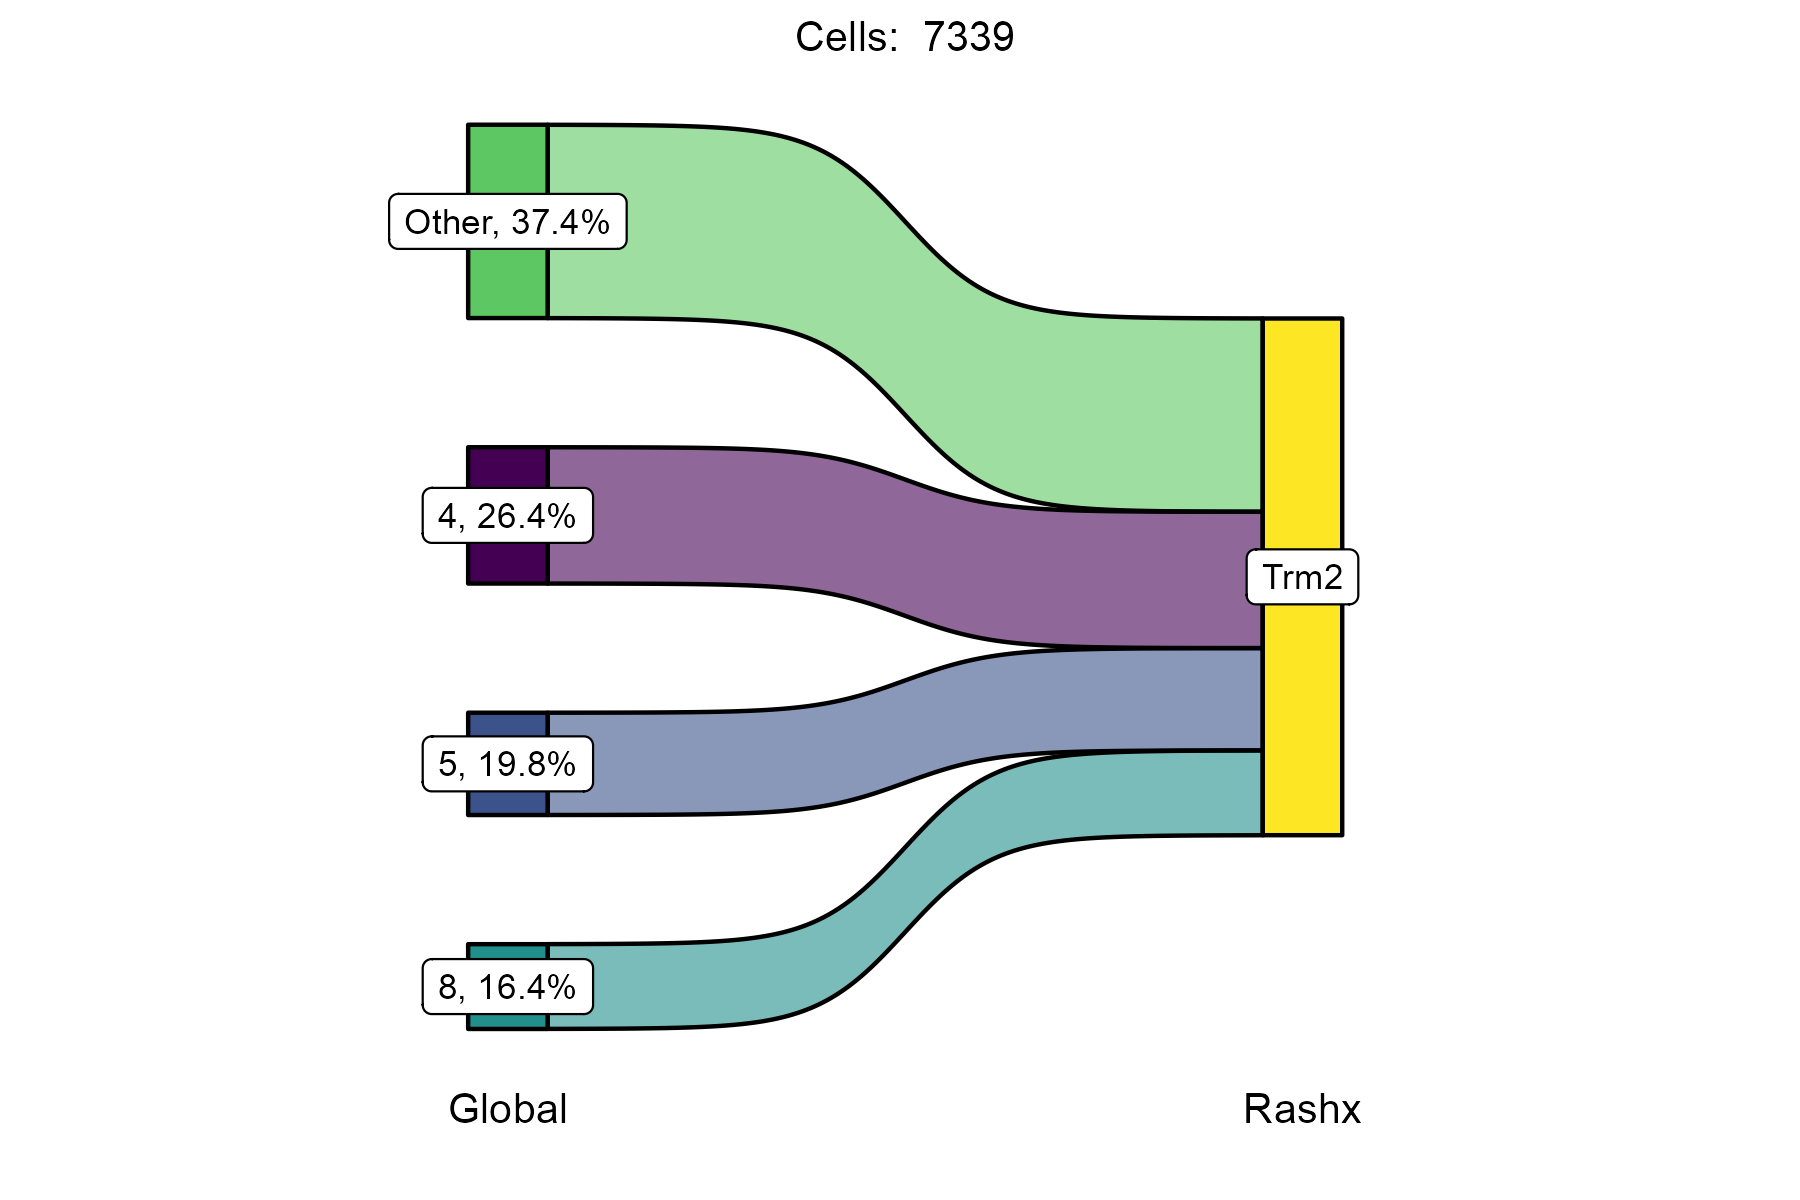 Cells:  7339
Other, 37.4%
4, 26.4%
Trm2
5, 19.8%
8, 16.4%
Global
Rashx